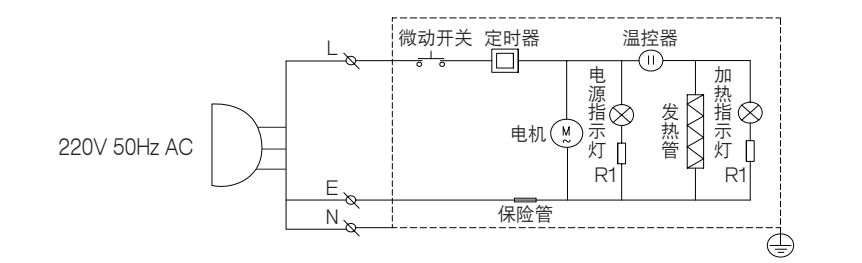 L
微动开关
定时器
温控器
220V 50Hz AC
电机
M
~
电源指示灯
R1
发热管
加热指示灯
R1
E
保险管
N